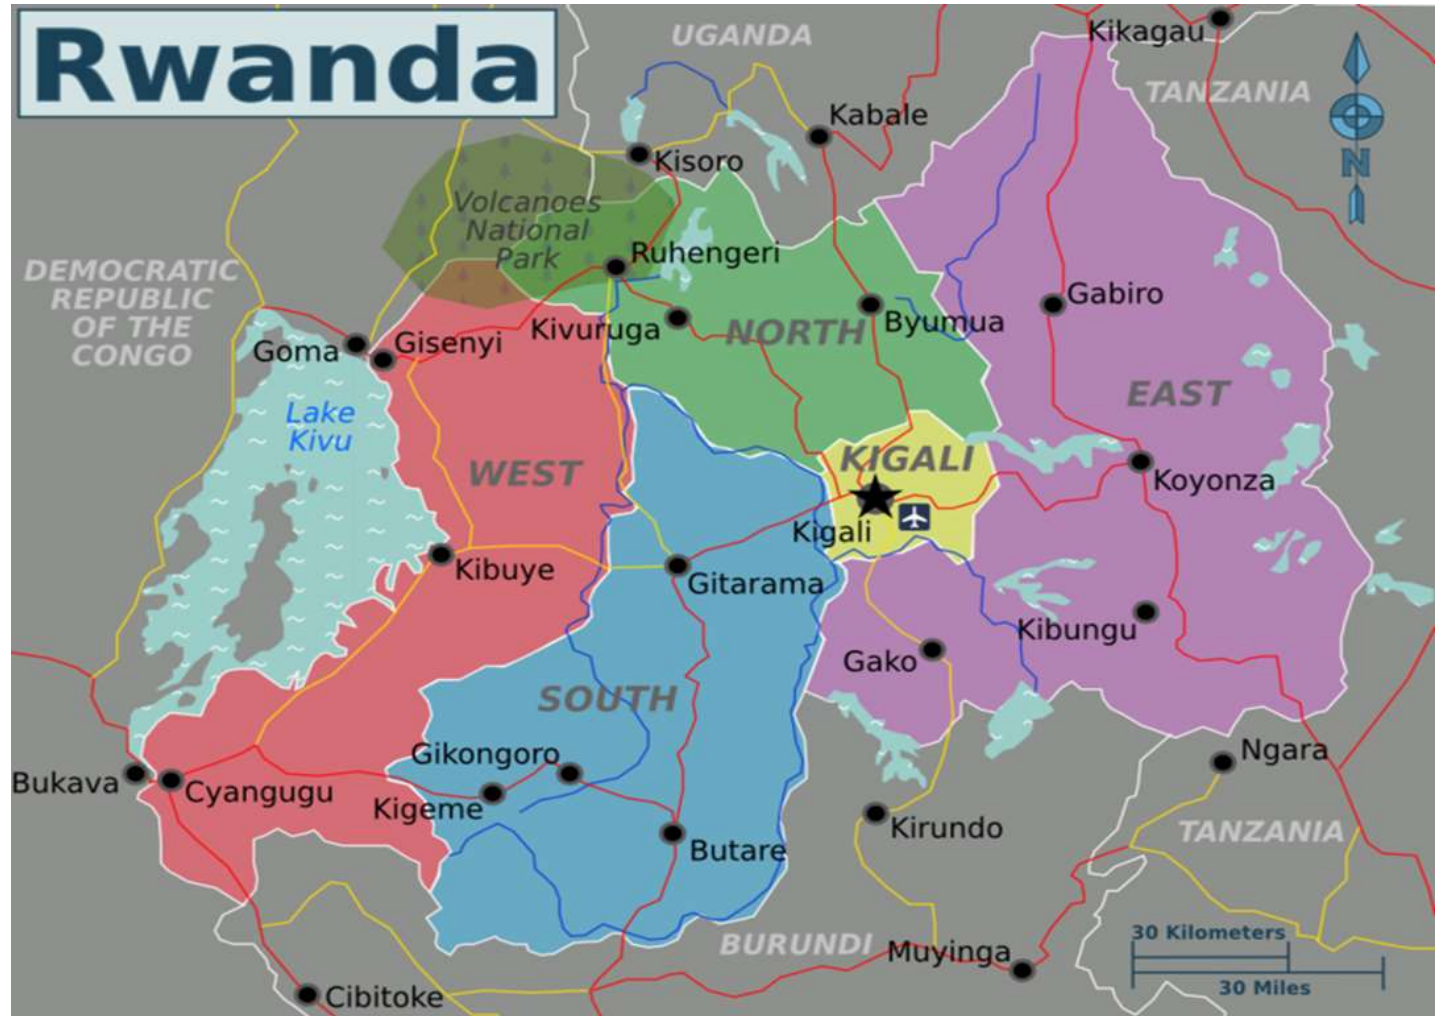 Rwanda
UGANDA
Kikagau
TANZANIA
Kabale
Kisoro
N
Volcanoes
National
Park
Ruhengeri
DEMOCRATIC
REPUBLIC
OF THE
CONGO
Gabiro
Kivuruga
NORTH
Byumua
Goma
Gisenyi
EAST
Lake
Kivu
WEST
KIGALI
Koyonza
Kigali
Kibuye
Gitarama
Kibungu
Gako
SOUTH
Gikongoro
Ngara
Bukava
Cyangugu
Kigeme
Kirundo
TANZANIA
Butare
BURUNDI
Muyinga
30 Kilometers
30 Miles
Cibitoke